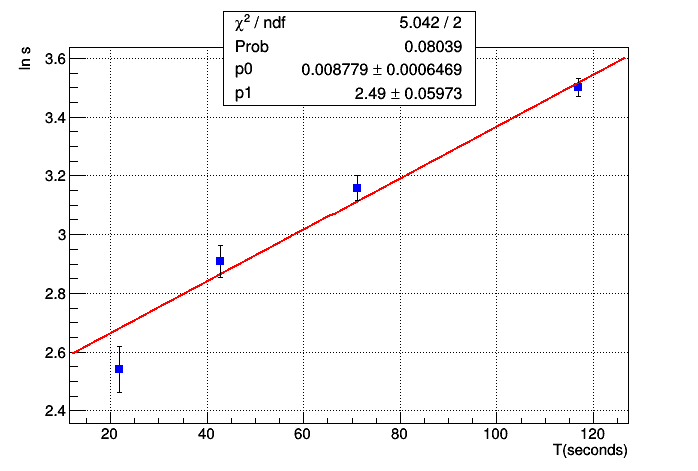 χ² / ndf 5.042 / 2
Prob 0.08039
p0 0.008779 ± 0.0006469
p1 2.49 ± 0.05973
ln s
3.6
3.4
3.2
3
2.8
2.6
2.4
20 40 60 80 100 120
T(seconds)